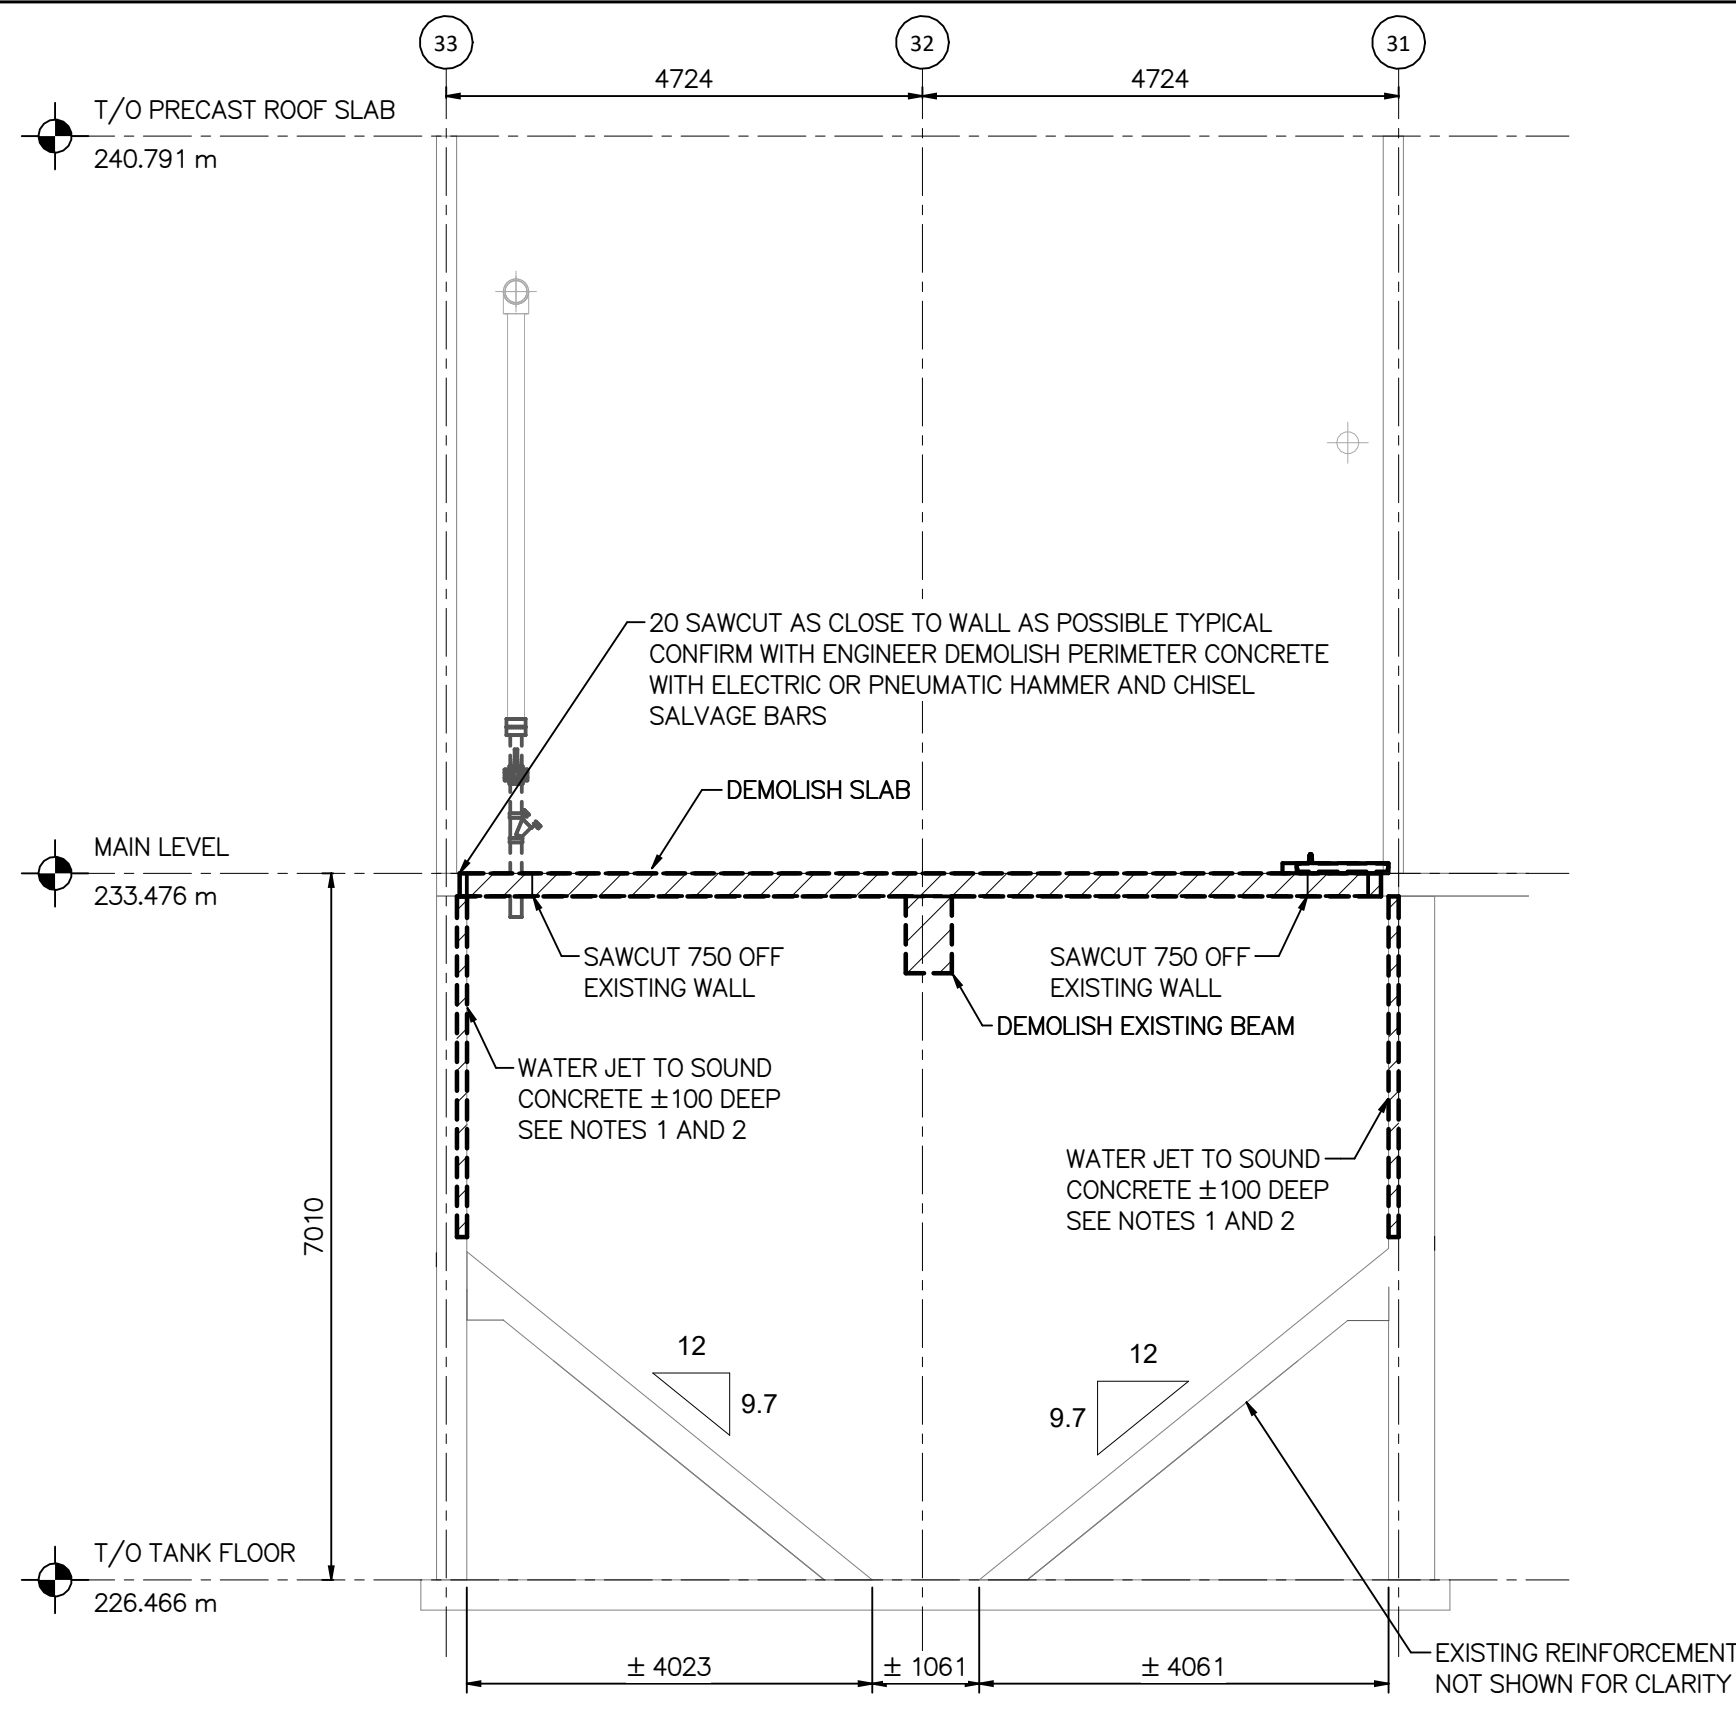 33
32
31
4724
4724
T/O PRECAST ROOF SLAB
240.791 m
20 SAWCUT AS CLOSE TO WALL AS POSSIBLE TYPICAL
CONFIRM WITH ENGINEER DEMOLISH PERIMETER CONCRETE
WITH ELECTRIC OR PNEUMATIC HAMMER AND CHISEL
SALVAGE BARS
DEMOLISH SLAB
MAIN LEVEL
233.476 m
SAWCUT 750 OFF
EXISTING WALL
SAWCUT 750 OFF
EXISTING WALL
DEMOLISH EXISTING BEAM
WATER JET TO SOUND
CONCRETE ±100 DEEP
SEE NOTES 1 AND 2
WATER JET TO SOUND
CONCRETE ±100 DEEP
SEE NOTES 1 AND 2
7010
12
9.7
12
9.7
T/O TANK FLOOR
226.466 m
± 4023
± 1061
± 4061
EXISTING REINFORCEMENT
NOT SHOWN FOR CLARITY